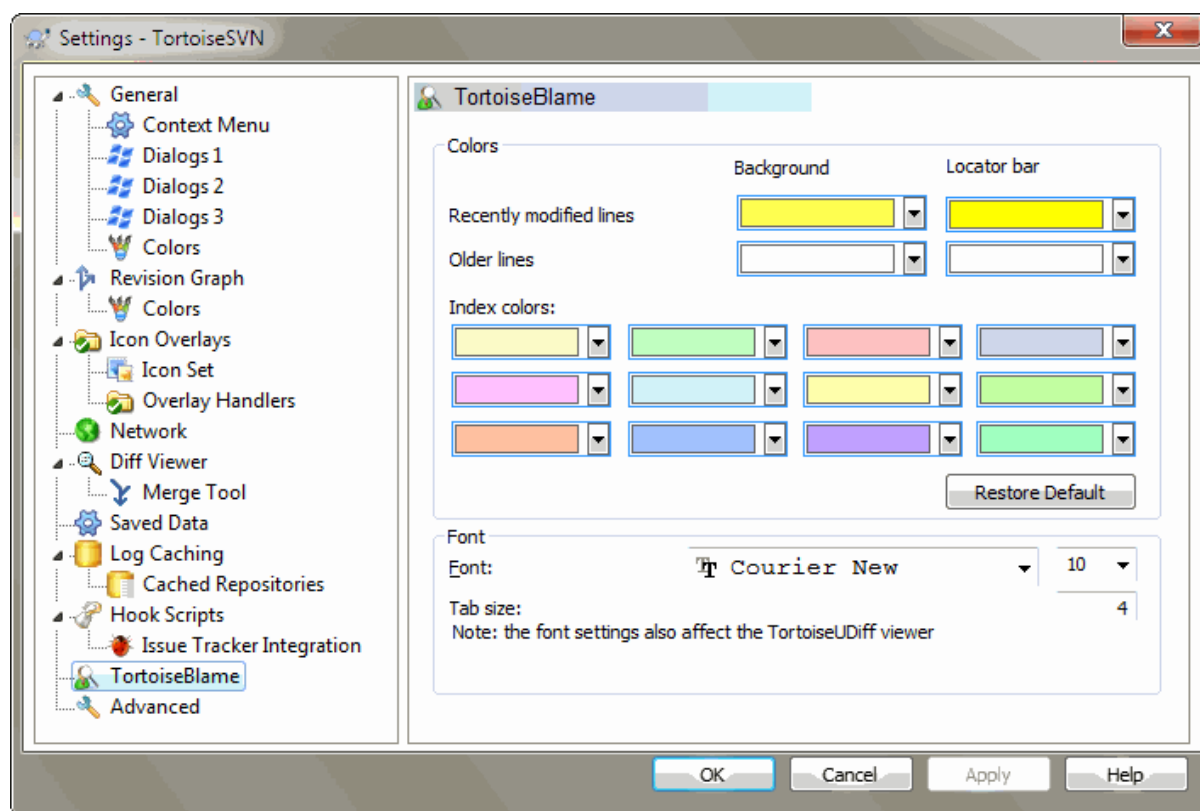 Settings - TortoiseSVN
General
Context Menu
Dialogs 1
Dialogs 2
Dialogs 3
Colors
Revision Graph
Colors
Icon Overlays
Icon Set
Overlay Handlers
Network
Diff Viewer
Merge Tool
Saved Data
Log Caching
Cached Repositories
Hook Scripts
Issue Tracker Integration
TortoiseBlame
Advanced
TortoiseBlame
Colors
Background Locator bar
Recently modified lines
Older lines
Index colors:
Restore Default
Font
Font: Courier New 10
Tab size: 4
Note: the font settings also affect the TortoiseUDiff viewer
OK Cancel Apply Help